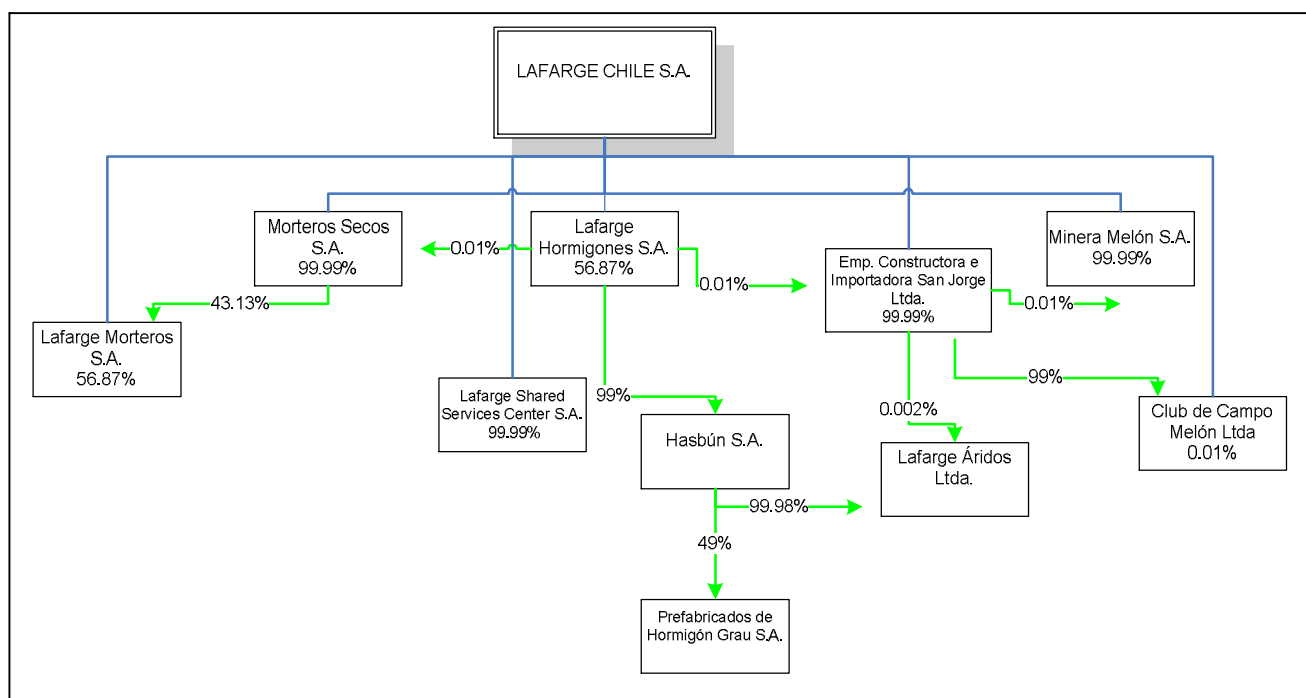 LAFARGE CHILE S.A.
Morteros Secos
S.A.
99.99%
0.01%
Lafarge
Hormigones S.A.
56.87%
0.01%
Emp. Constructora e
Importadora San Jorge
Ltda.
99.99%
0.01%
Minera Melón S.A.
99.99%
43.13%
Lafarge Morteros
S.A.
56.87%
Lafarge Shared
Services Center S.A.
99.99%
99%
Hasbún S.A.
0.002%
Lafarge Áridos
Ltda.
99%
Club de Campo
Melón Ltda
0.01%
99.98%
49%
Prefabricados de
Hormigón Grau S.A.